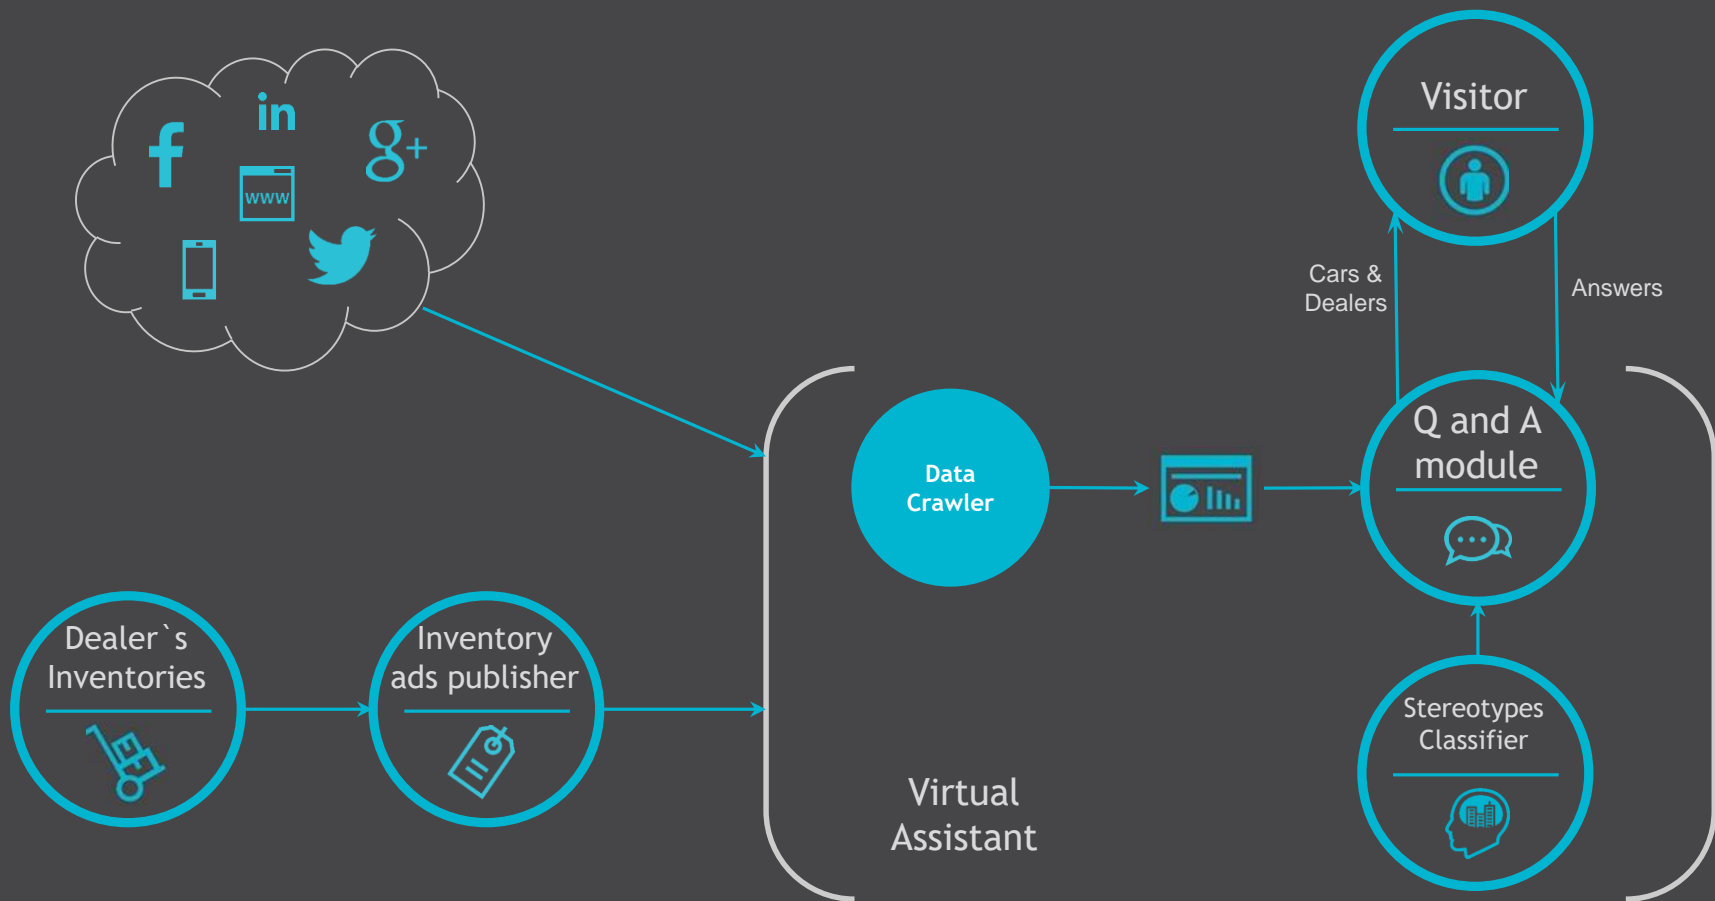 in
f
g+
www
Visitor
Cars &
Dealers
Answers
Data
Crawler
Q and A
module
Dealer`s
Inventories
Inventory
ads publisher
Stereotypes
Classifier
Virtual
Assistant